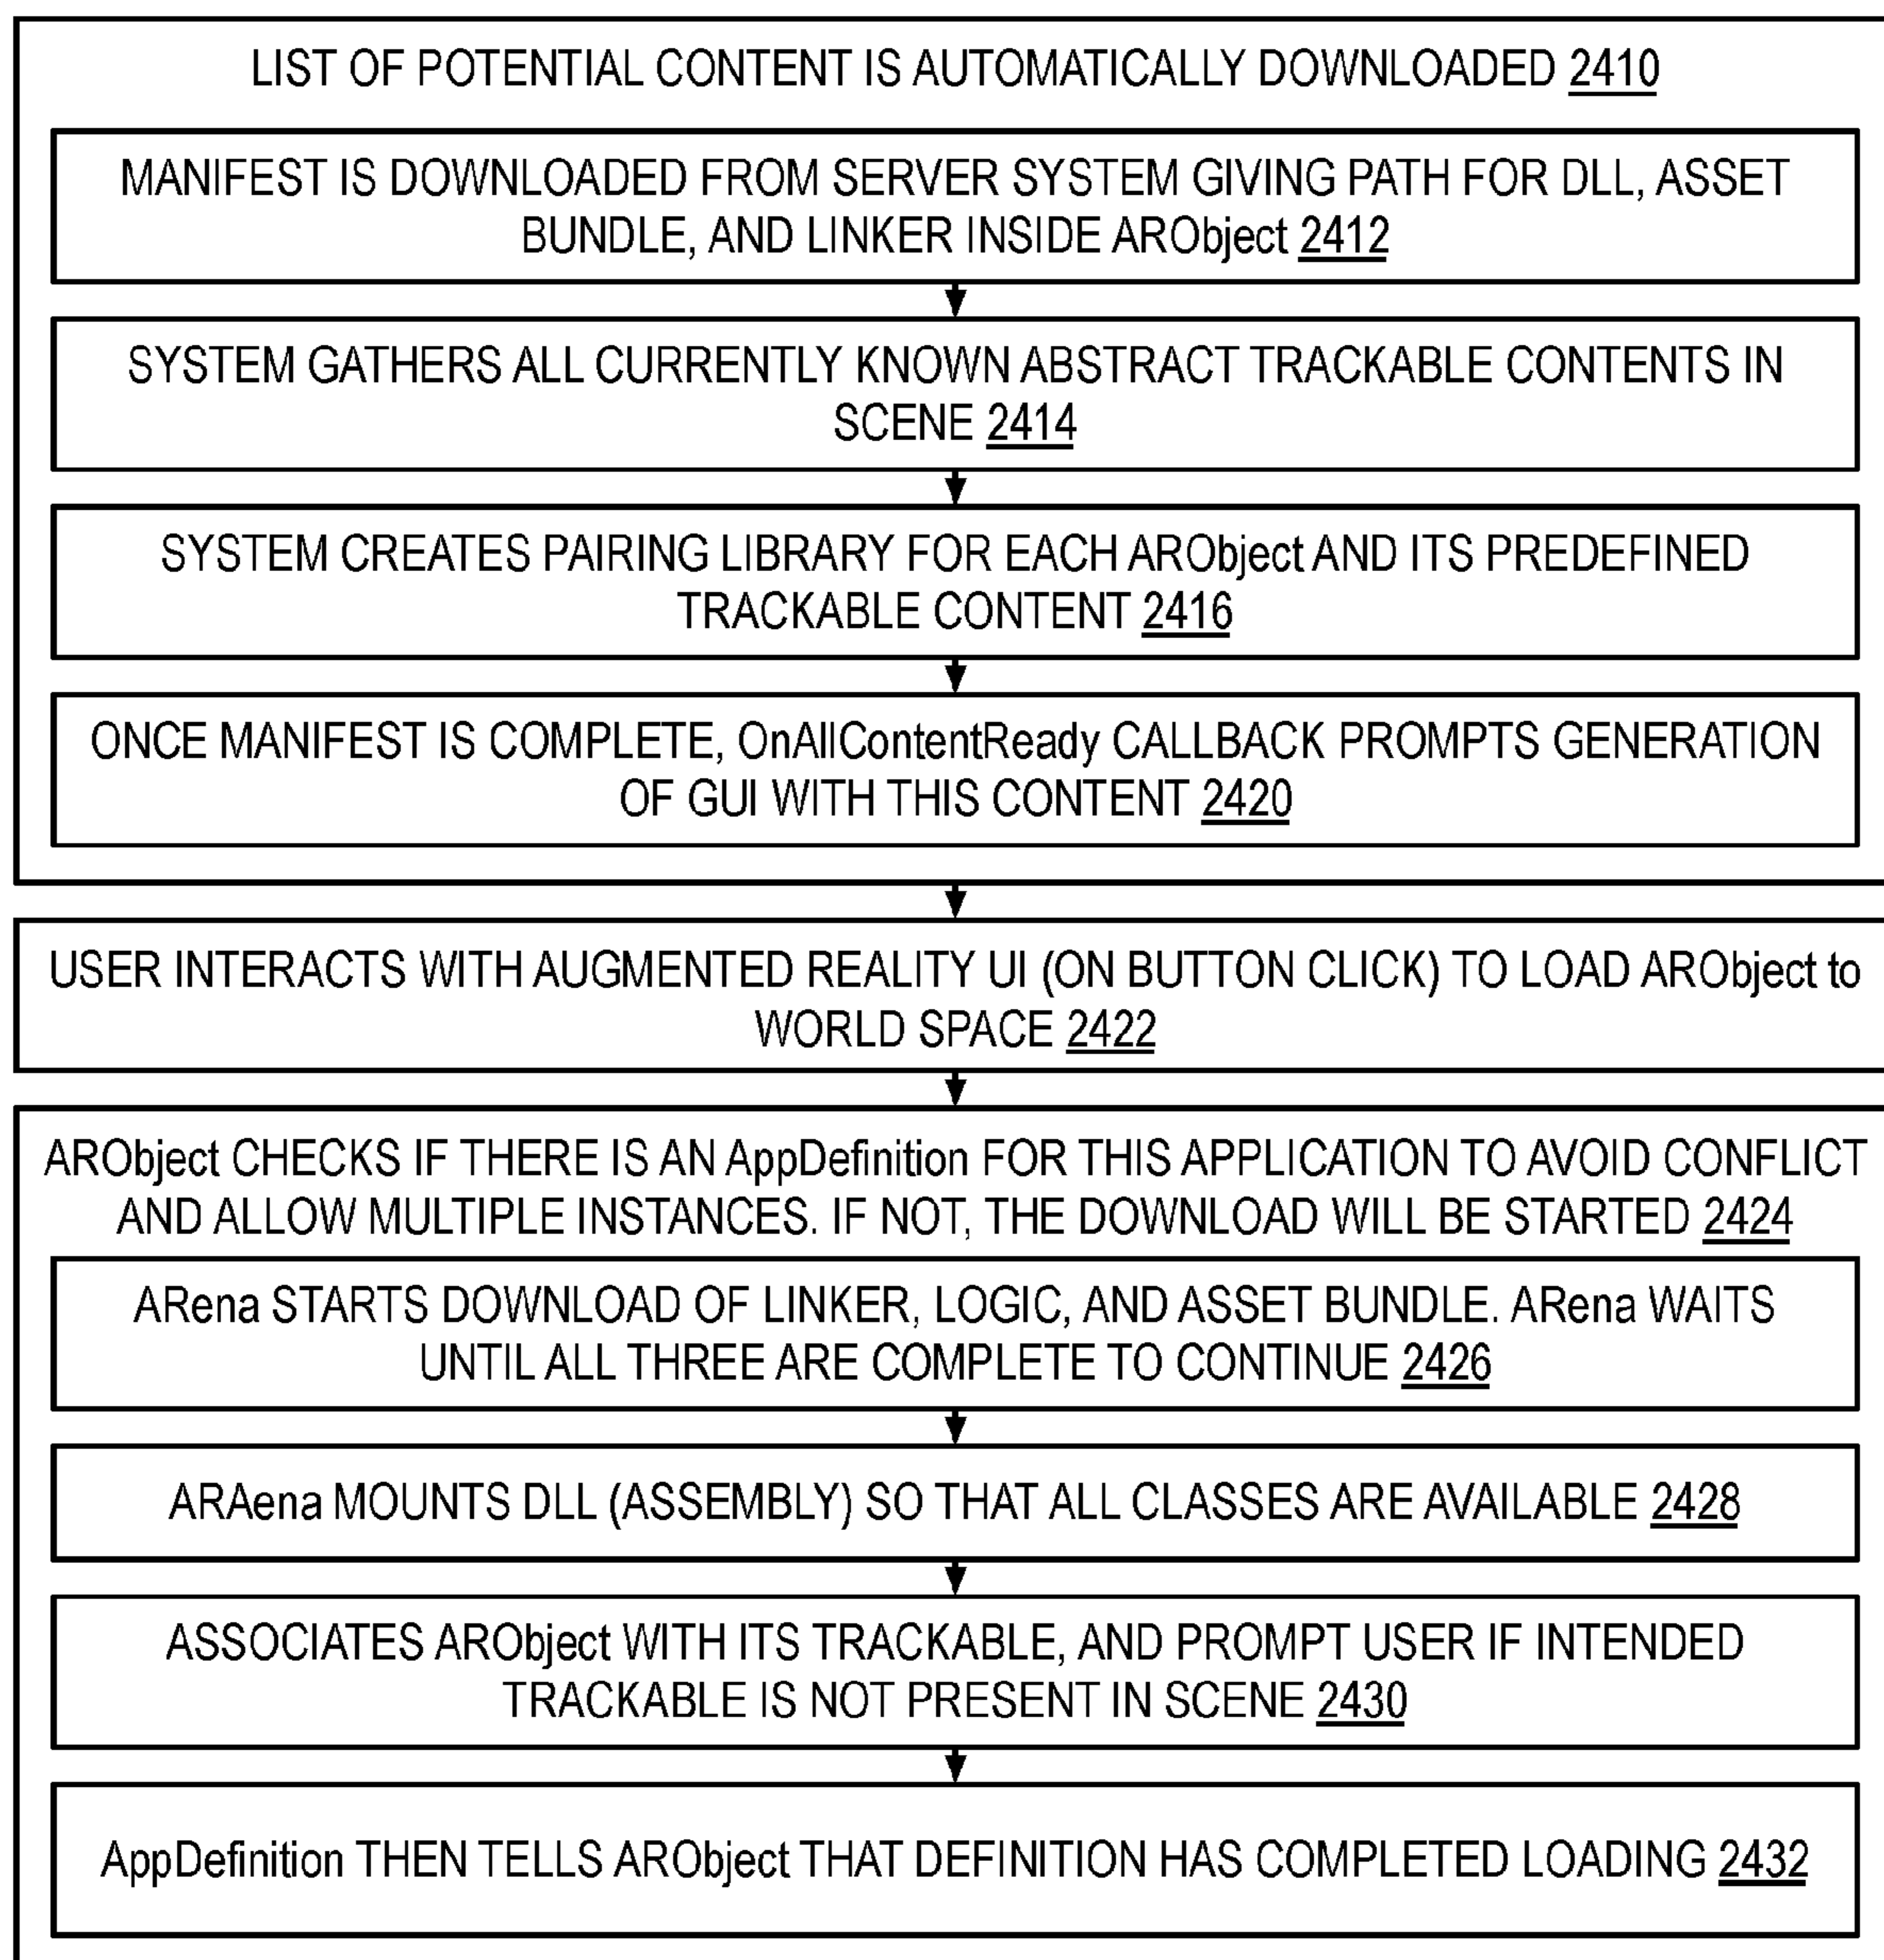 LIST OF POTENTIAL CONTENT IS AUTOMATICALLY DOWNLOADED 2410
MANIFEST IS DOWNLOADED FROM SERVER SYSTEM GIVING PATH FOR DLL, ASSET
BUNDLE, AND LINKER INSIDE ARObject 2412
SYSTEM GATHERS ALL CURRENTLY KNOWN ABSTRACT TRACKABLE CONTENTS IN
SCENE 2414
SYSTEM CREATES PAIRING LIBRARY FOR EACH ARObject AND ITS PREDEFINED
TRACKABLE CONTENT 2416
ONCE MANIFEST IS COMPLETE, OnAllContentReady CALLBACK PROMPTS GENERATION
OF GUI WITH THIS CONTENT 2420
USER INTERACTS WITH AUGMENTED REALITY UI (ON BUTTON CLICK) TO LOAD ARObject to
WORLD SPACE 2422
ARObject CHECKS IF THERE IS AN AppDefinition FOR THIS APPLICATION TO AVOID CONFLICT
AND ALLOW MULTIPLE INSTANCES. IF NOT, THE DOWNLOAD WILL BE STARTED 2424
ARena STARTS DOWNLOAD OF LINKER, LOGIC, AND ASSET BUNDLE. ARena WAITS
UNTIL ALL THREE ARE COMPLETE TO CONTINUE 2426
ARAena MOUNTS DLL (ASSEMBLY) SO THAT ALL CLASSES ARE AVAILABLE 2428
ASSOCIATES ARObject WITH ITS TRACKABLE, AND PROMPT USER IF INTENDED
TRACKABLE IS NOT PRESENT IN SCENE 2430
AppDefinition THEN TELLS ARObject THAT DEFINITION HAS COMPLETED LOADING 2432